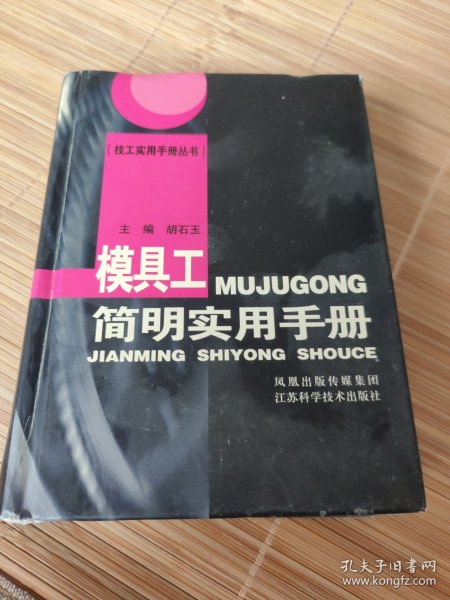 [技工实用手册丛书]
主 编 胡石玉
模具工 MUJUGONG
简明实用手册
JIANMING SHIYONG SHOUCE
凤凰出版传媒集团
江苏科学技术出版社
孔夫子旧书网
www.kongfz.com